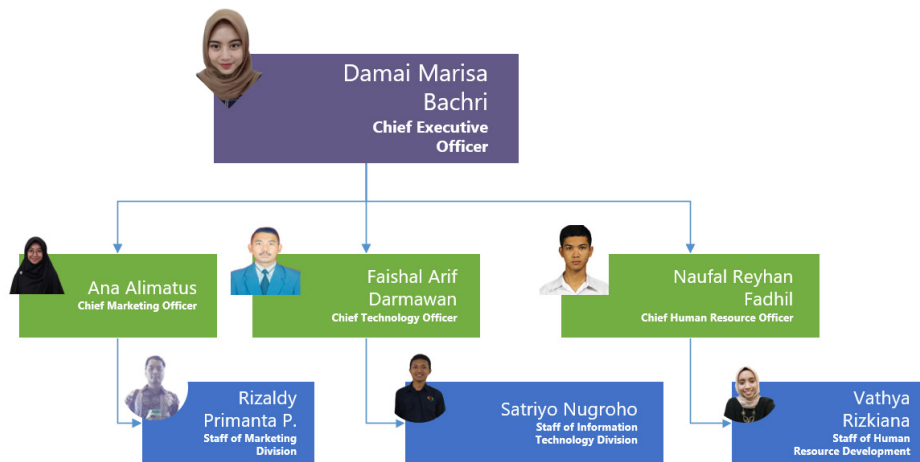 Damai Marisa
Bachri
Chief Executive
Officer
Ana Alimatus
Chief Marketing Officer
Faishal Arif
Darmawan
Chief Technology Officer
Naufal Reyhan
Fadhil
Chief Human Resource Officer
Rizaldy
Primanta P.
Staff of Marketing
Division
Satriyo Nugroho
Staff of Information
Technology Division
Vathya
Rizkiana
Staff of Human
Resource Development